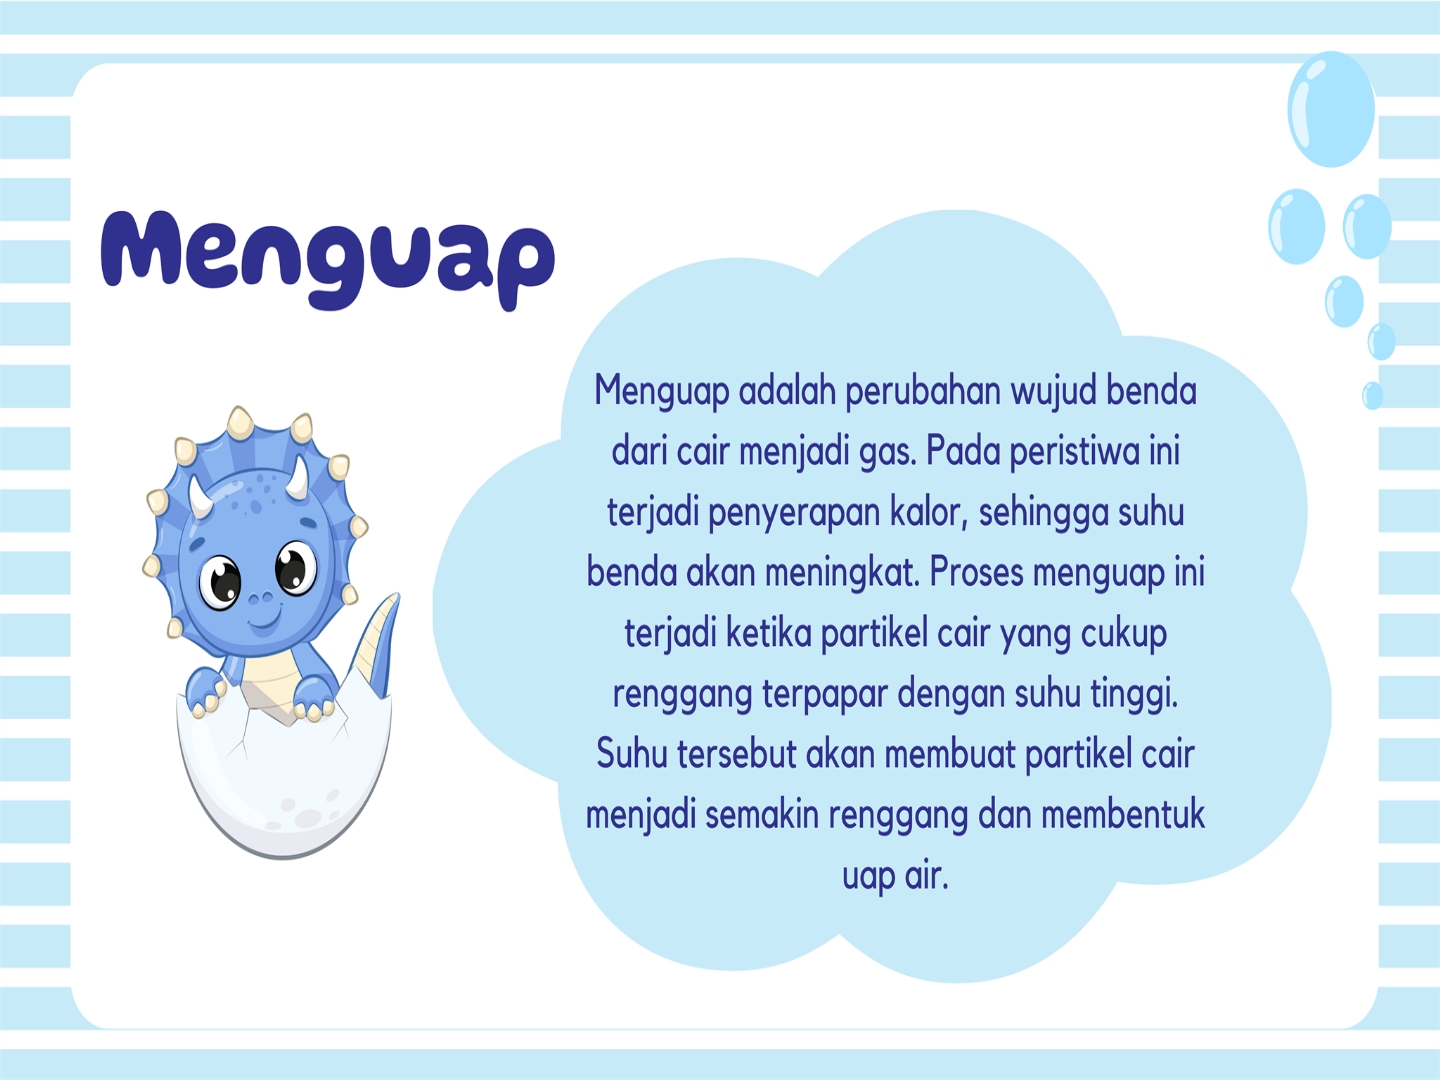 Menguap
Menguap adalah perubahan wujud benda
dari cair menjadi gas. Pada peristiwa ini
terjadi penyerapan kalor, sehingga suhu
benda akan meningkat. Proses menguap ini
terjadi ketika partikel cair yang cukup
renggang terpapar dengan suhu tinggi.
Suhu tersebut akan membuat partikel cair
menjadi semakin renggang dan membentuk
uap air.